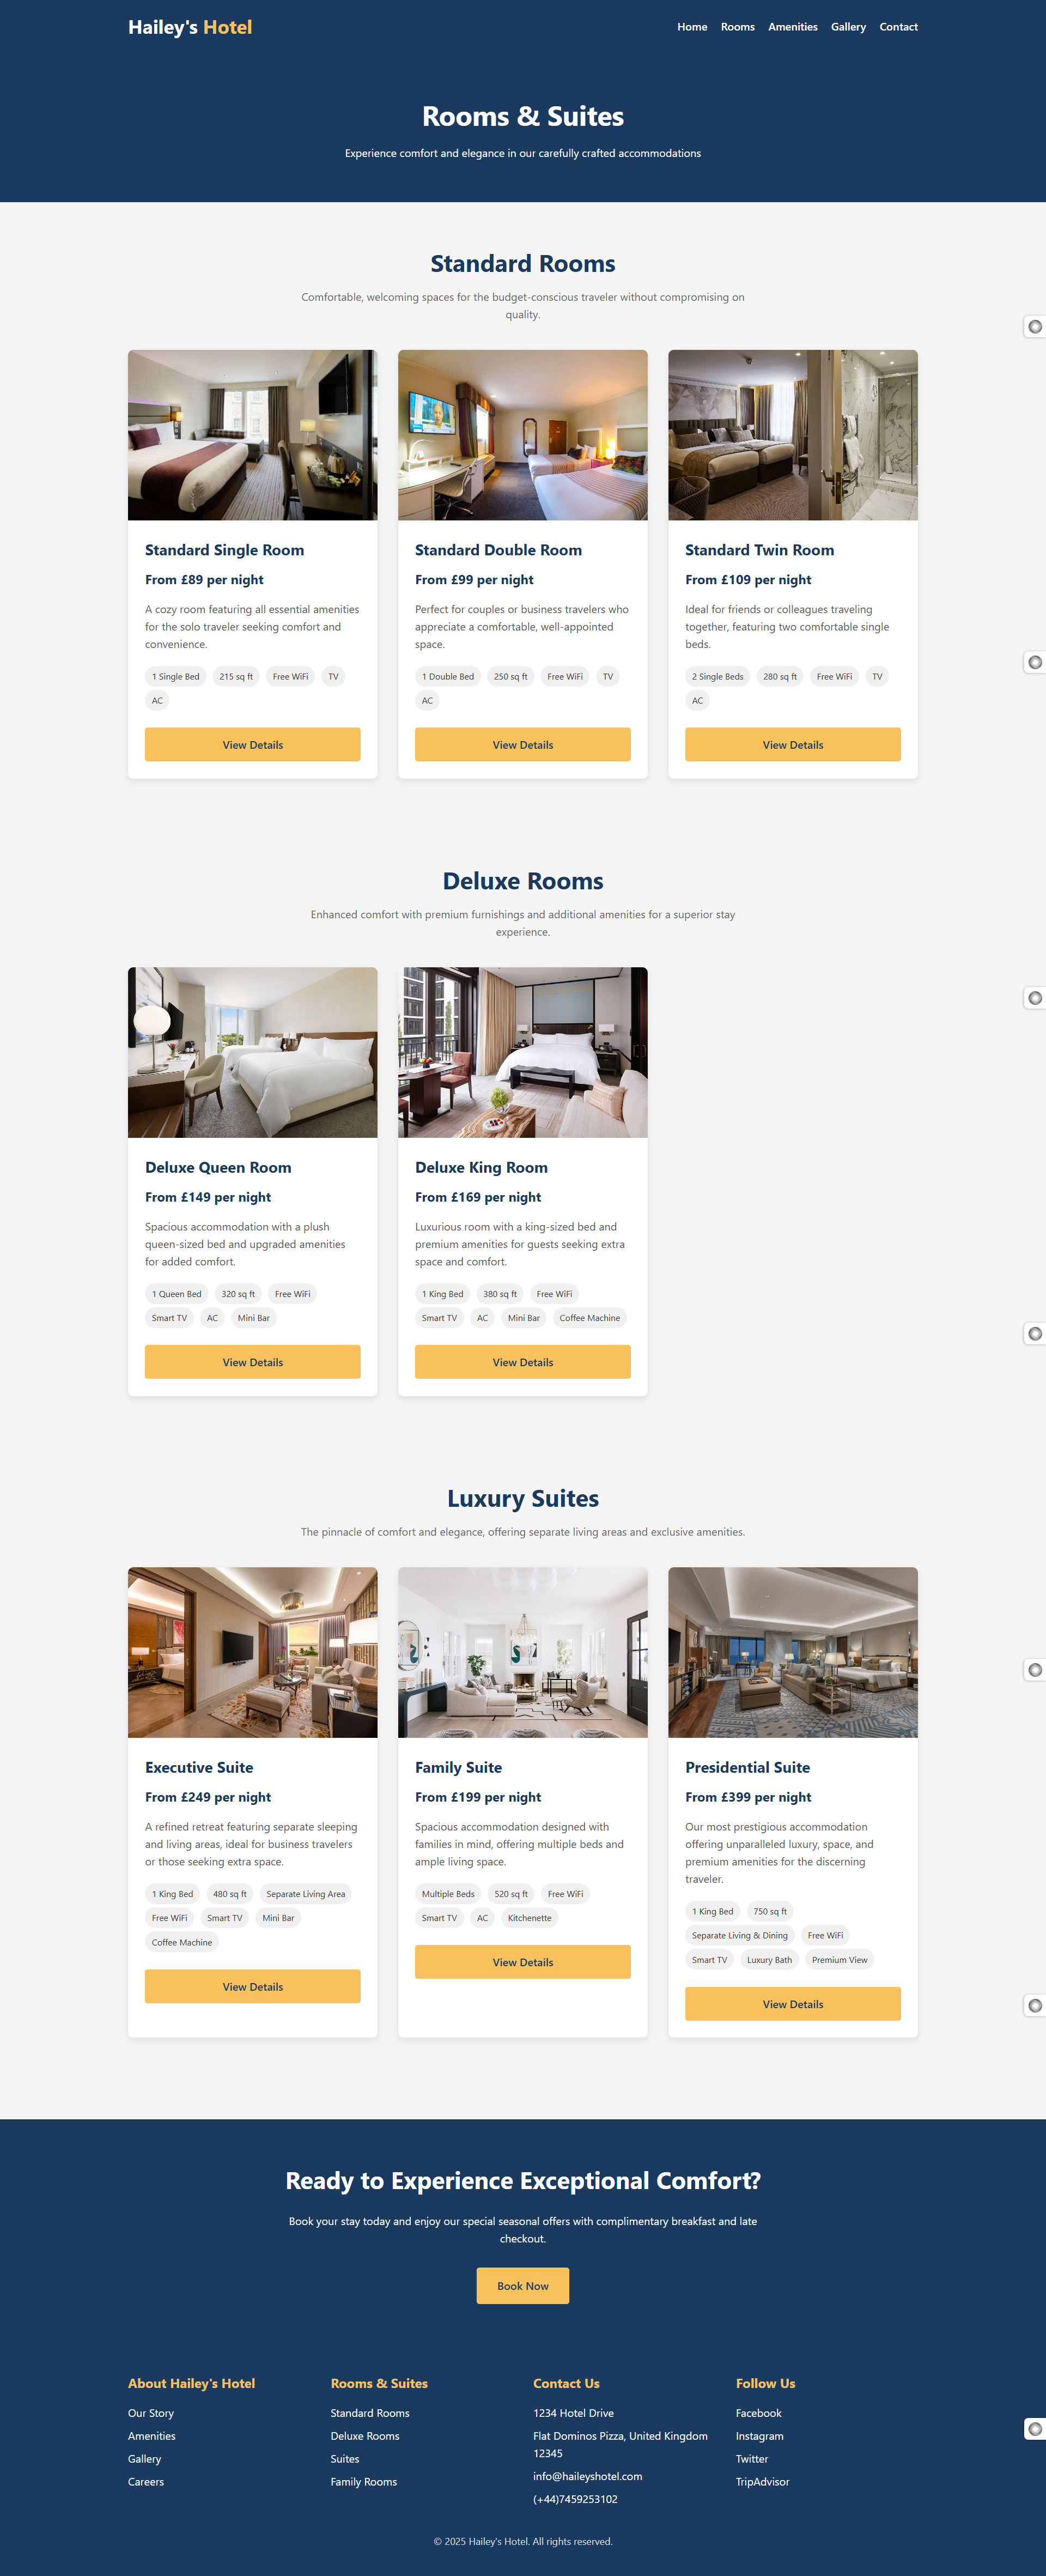 Hailey's Hotel
Home Rooms Amenities Gallery Contact
Rooms & Suites
Experience comfort and elegance in our carefully crafted accommodations
Standard Rooms
Comfortable, welcoming spaces for the budget-conscious traveler without compromising on
quality.
Standard Single Room
From £89 per night
A cozy room featuring all essential amenities
for the solo traveler seeking comfort and
convenience.
1 Single Bed 215 sq ft Free WiFi TV
AC
View Details
Standard Double Room
From £99 per night
Perfect for couples or business travelers who
appreciate a comfortable, well-appointed
space.
1 Double Bed 250 sq ft Free WiFi TV
AC
View Details
Standard Twin Room
From £109 per night
Ideal for friends or colleagues traveling
together, featuring two comfortable single
beds.
2 Single Beds 280 sq ft Free WiFi TV
AC
View Details
Deluxe Rooms
Enhanced comfort with premium furnishings and additional amenities for a superior stay
experience.
Deluxe Queen Room
From £149 per night
Spacious accommodation with a plush
queen-sized bed and upgraded amenities
for added comfort.
1 Queen Bed 320 sq ft Free WiFi
Smart TV AC Mini Bar
View Details
Deluxe King Room
From £169 per night
Luxurious room with a king-sized bed and
premium amenities for guests seeking extra
space and comfort.
1 King Bed 380 sq ft Free WiFi
Smart TV AC Mini Bar Coffee Machine
View Details
Luxury Suites
The pinnacle of comfort and elegance, offering separate living areas and exclusive amenities.
Executive Suite
From £249 per night
A refined retreat featuring separate sleeping
and living areas, ideal for business travelers
or those seeking extra space.
1 King Bed 480 sq ft Separate Living Area
Free WiFi Smart TV Mini Bar
Coffee Machine
View Details
Family Suite
From £199 per night
Spacious accommodation designed with
families in mind, offering multiple beds and
ample living space.
Multiple Beds 520 sq ft Free WiFi
Smart TV AC Kitchenette
View Details
Presidential Suite
From £399 per night
Our most prestigious accommodation
offering unparalleled luxury, space, and
premium amenities for the discerning
traveler.
1 King Bed 750 sq ft
Separate Living & Dining Free WiFi
Smart TV Luxury Bath Premium View
View Details
Ready to Experience Exceptional Comfort?
Book your stay today and enjoy our special seasonal offers with complimentary breakfast and late
checkout.
Book Now
About Hailey's Hotel
Our Story
Amenities
Gallery
Careers
Rooms & Suites
Standard Rooms
Deluxe Rooms
Suites
Family Rooms
Contact Us
1234 Hotel Drive
Flat Dominos Pizza, United Kingdom
12345
info@haileyshotel.com
(+44)7459253102
Follow Us
Facebook
Instagram
Twitter
TripAdvisor
© 2025 Hailey's Hotel. All rights reserved.